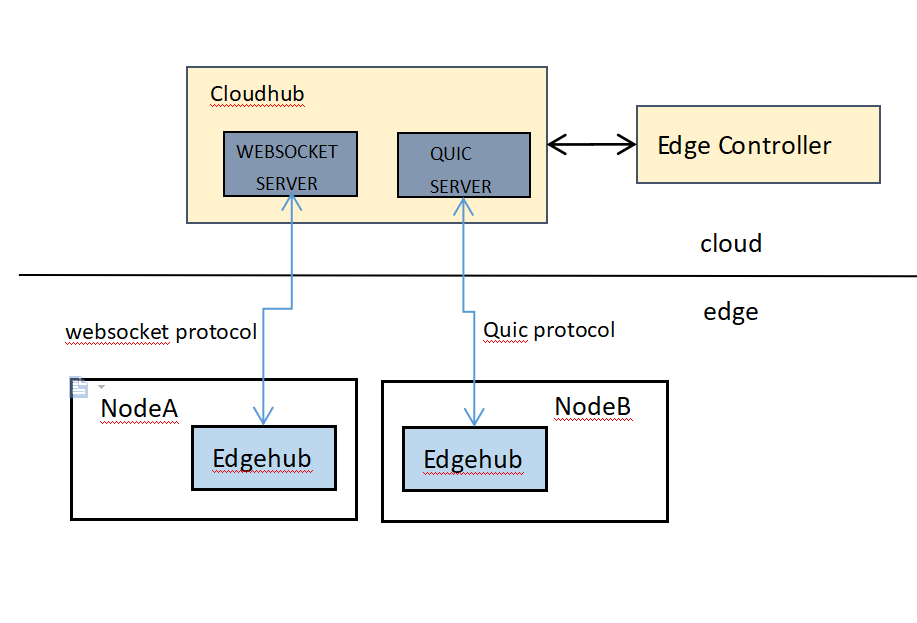 Cloudhub
WEBSOCKET
SERVER
QUIC
SERVER
Edge Controller
cloud
edge
websocket protocol
Quic protocol
NodeA
Edgehub
NodeB
Edgehub